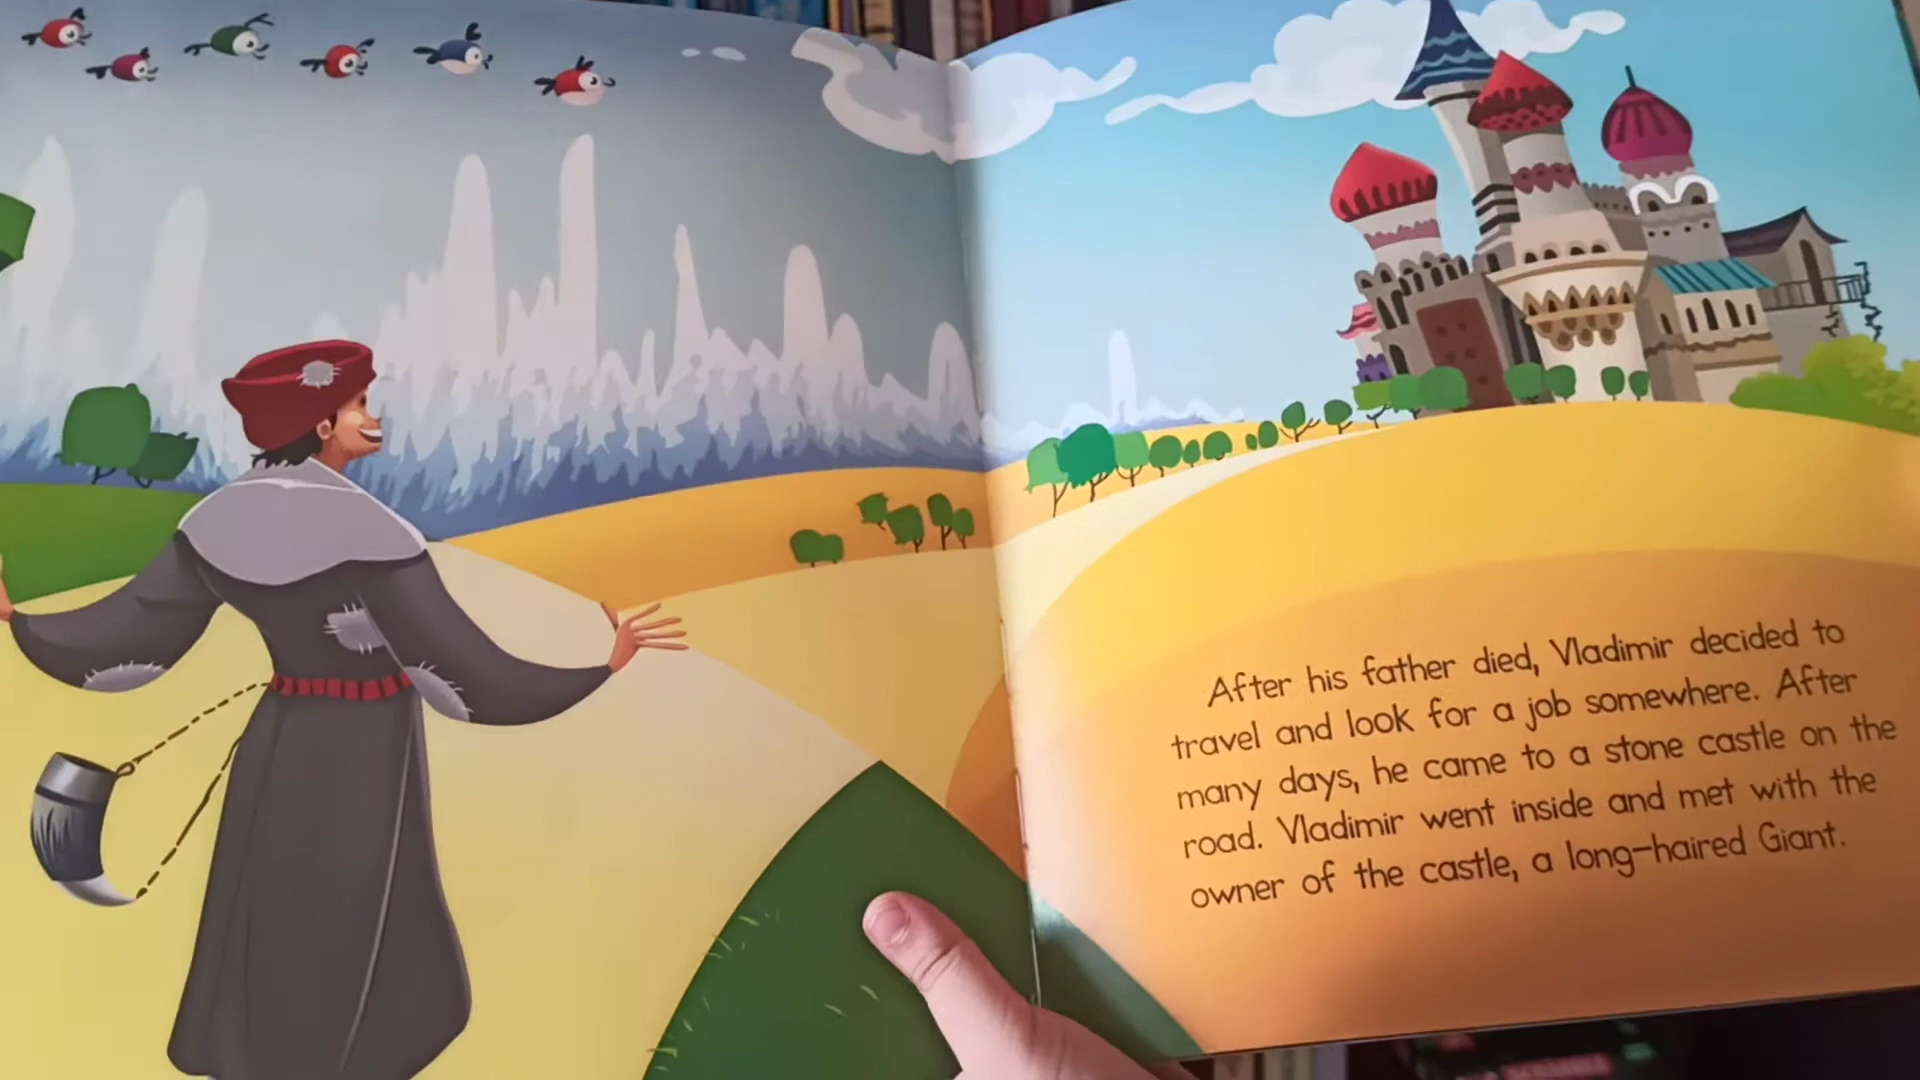 After his father died, Vladimir decided to
travel and look for a job somewhere. After
many days, he came to a stone castle on the
road. Vladimir went inside and met with the
owner of the castle, a long-haired Giant.